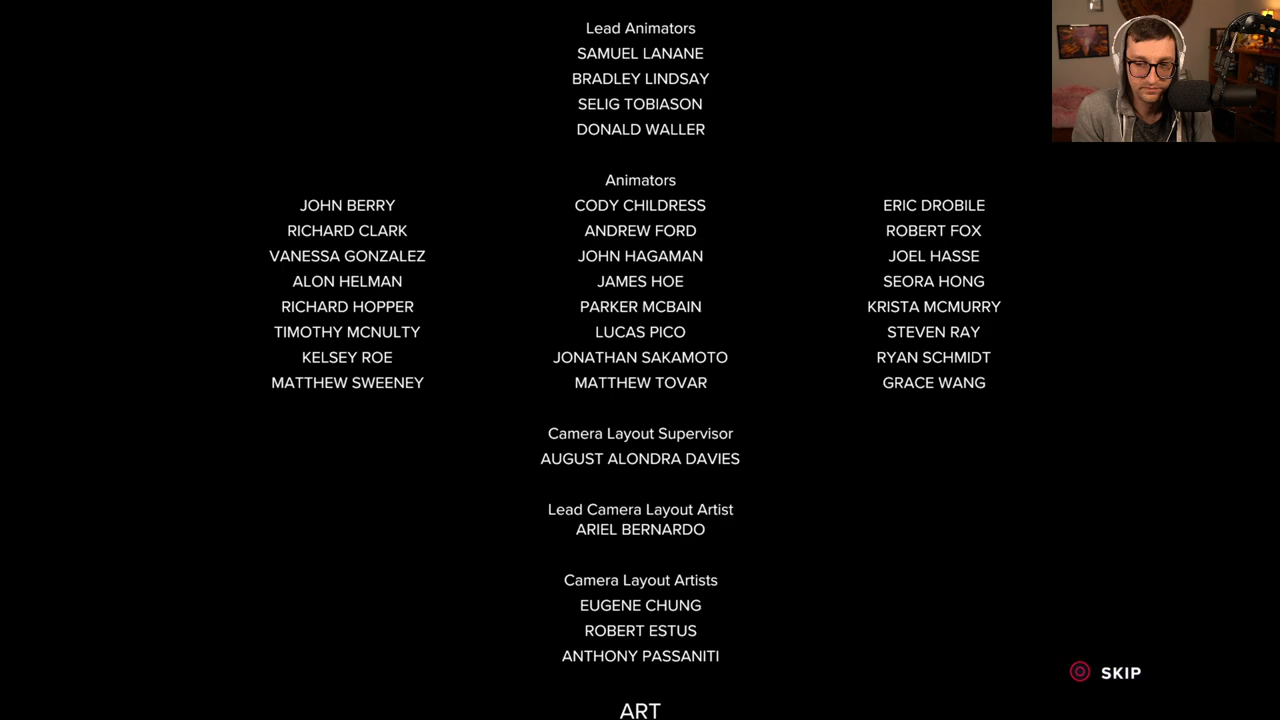 Lead Animators
SAMUEL LANANE
BRADLEY LINDSAY
SELIG TOBIASON
DONALD WALLER
Animators
JOHN BERRY CODY CHILDRESS ERIC DROBILE
RICHARD CLARK ANDREW FORD ROBERT FOX
VANESSA GONZALEZ JOHN HAGAMAN JOEL HASSE
ALON HELMAN JAMES HOE SEORA HONG
RICHARD HOPPER PARKER MCBAIN KRISTA MCMURRY
TIMOTHY MCNULTY LUCAS PICO STEVEN RAY
KELSEY ROE JONATHAN SAKAMOTO RYAN SCHMIDT
MATTHEW SWEENEY MATTHEW TOVAR GRACE WANG
Camera Layout Supervisor
AUGUST ALONDRA DAVIES
Lead Camera Layout Artist
ARIEL BERNARDO
Camera Layout Artists
EUGENE CHUNG
ROBERT ESTUS
ANTHONY PASSANITI
SKIP
ART